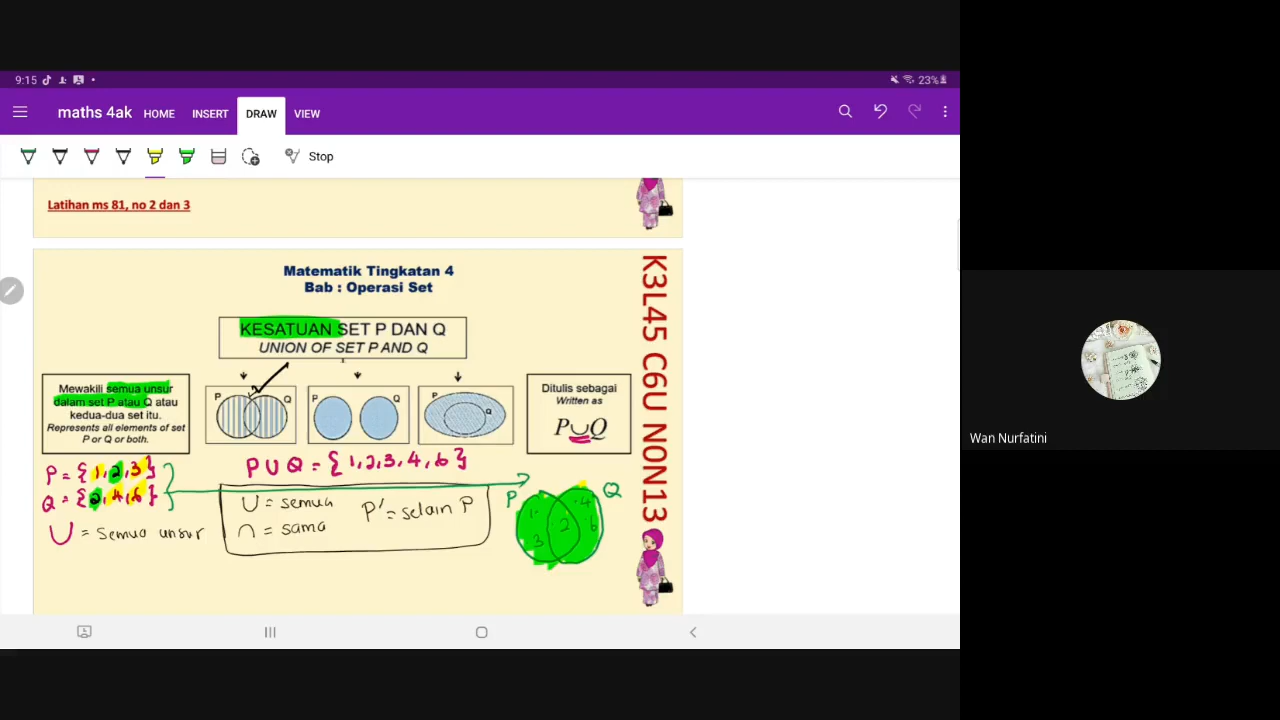 9:15
23%
maths 4ak HOME INSERT DRAW VIEW
Stop
Latihan ms 81, no 2 dan 3
Matematik Tingkatan 4
Bab : Operasi Set
KESATUAN SET P DAN Q
UNION OF SET P AND Q
Mewakili semua unsur
dalam set P atau Q atau
kedua-dua set itu.
Represents all elements of set
P or Q or both.
P Q
P Q
P Q
Ditulis sebagai
Written as
P∪Q
P = {1,2,3}
Q = {2,4,6}
∪ = semua unsur
P ∪ Q = {1,2,3,4,6}
∪ = semua
∩ = sama
P' = selain P
P Q
1 · 4
2 6
3
K3L45 C6U N0N13
Wan Nurfatini